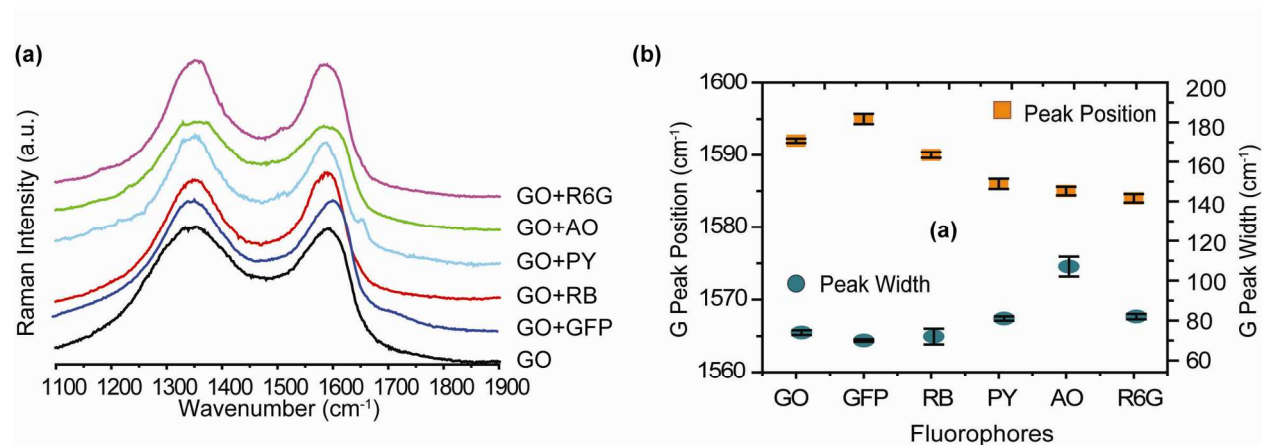 (a)
Raman Intensity (a.u.)
GO+R6G
GO+AO
GO+PY
GO+RB
GO+GFP
GO
1100 1200 1300 1400 1500 1600 1700 1800 1900
Wavenumber (cm⁻¹)
(b)
G Peak Position (cm⁻¹)
1600
1590
1580
1570
1560
Peak Position
(a)
Peak Width
200
180
160
140
120
100
80
60
G Peak Width (cm⁻¹)
GO GFP RB PY AO R6G
Fluorophores